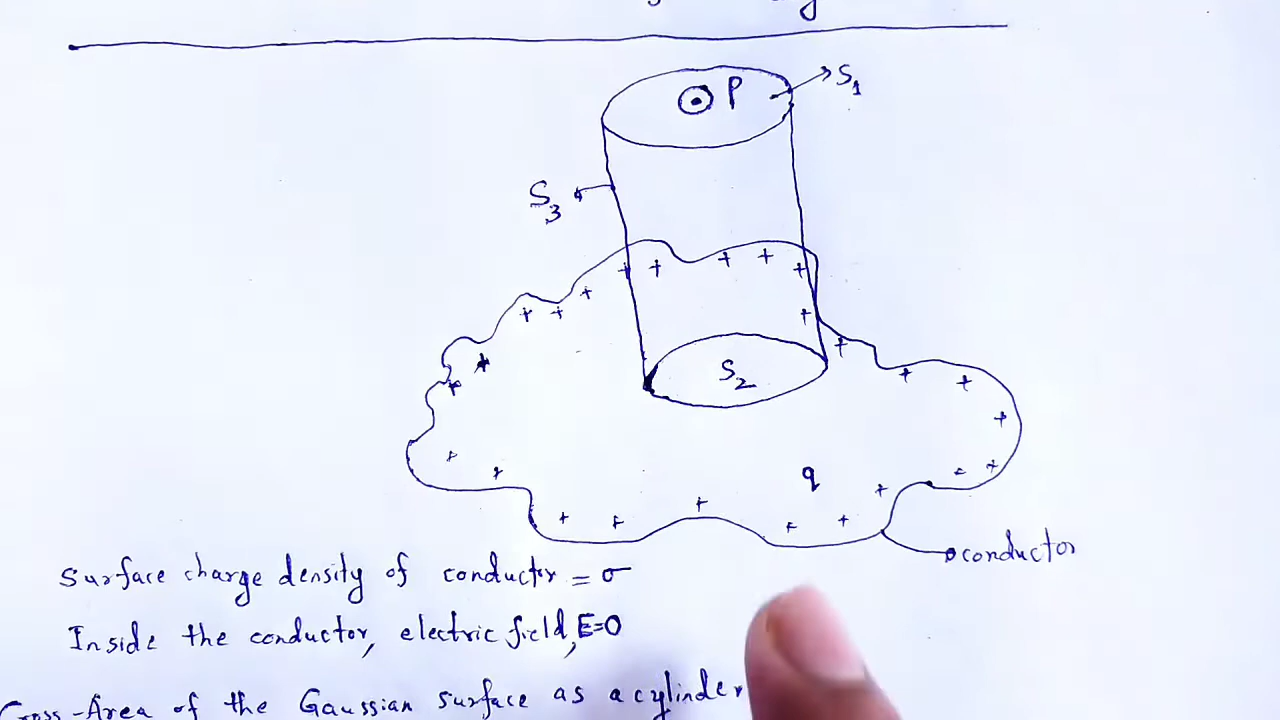 P
S1
S3
S2
q
conductor
Surface charge density of conductor = σ
Inside the conductor, electric field, E=0
Cross-Area of the Gaussian surface as a cylinder